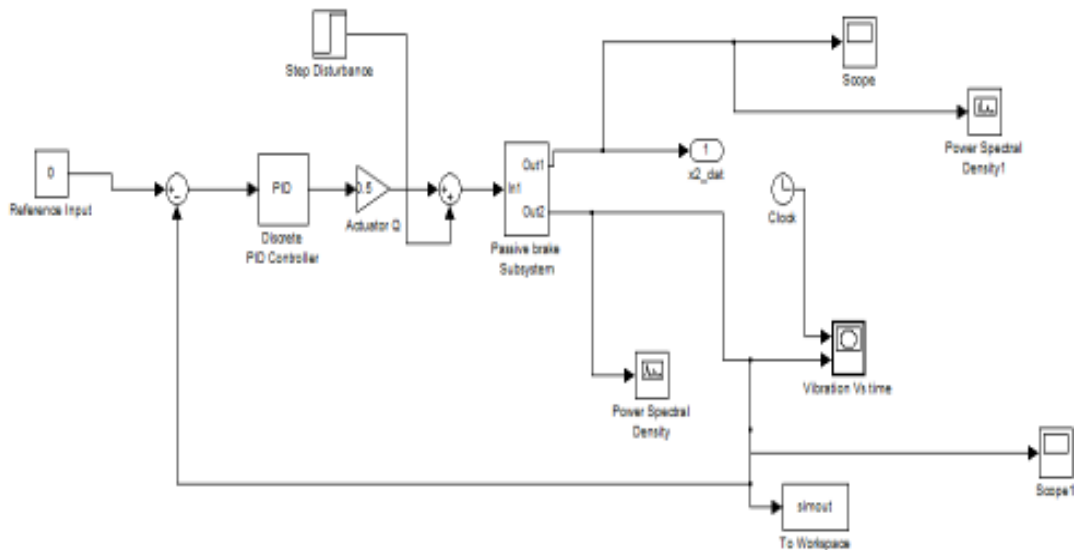 Step Disturbance
Scope
Power Spectral
Density1
0
Reference Input
PID
Discrete
PID Controller
0.5
Actuator Q
In1
Out1
Out2
Passive brake
Subsystem
1
x2_dat
Clock
Vibration Vs time
Power Spectral
Density
Scope1
simout
To Workspace